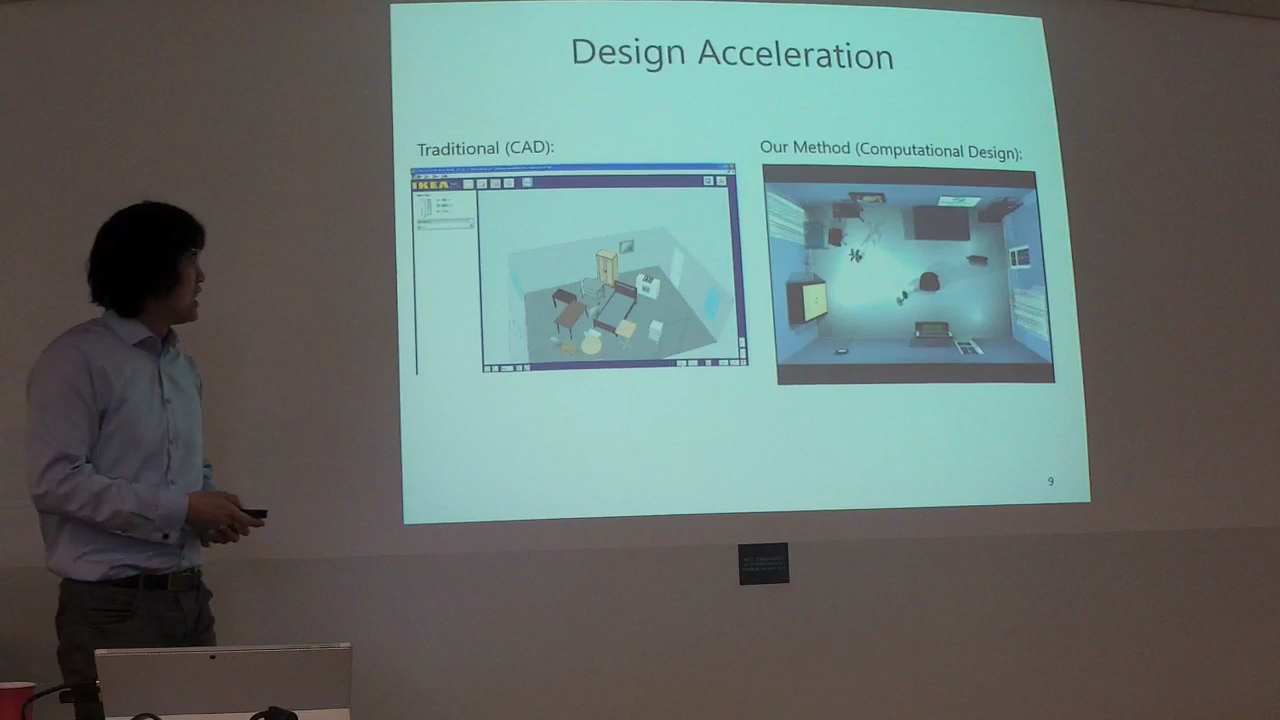 Design Acceleration
Traditional (CAD):
Our Method (Computational Design):
IKEA
9